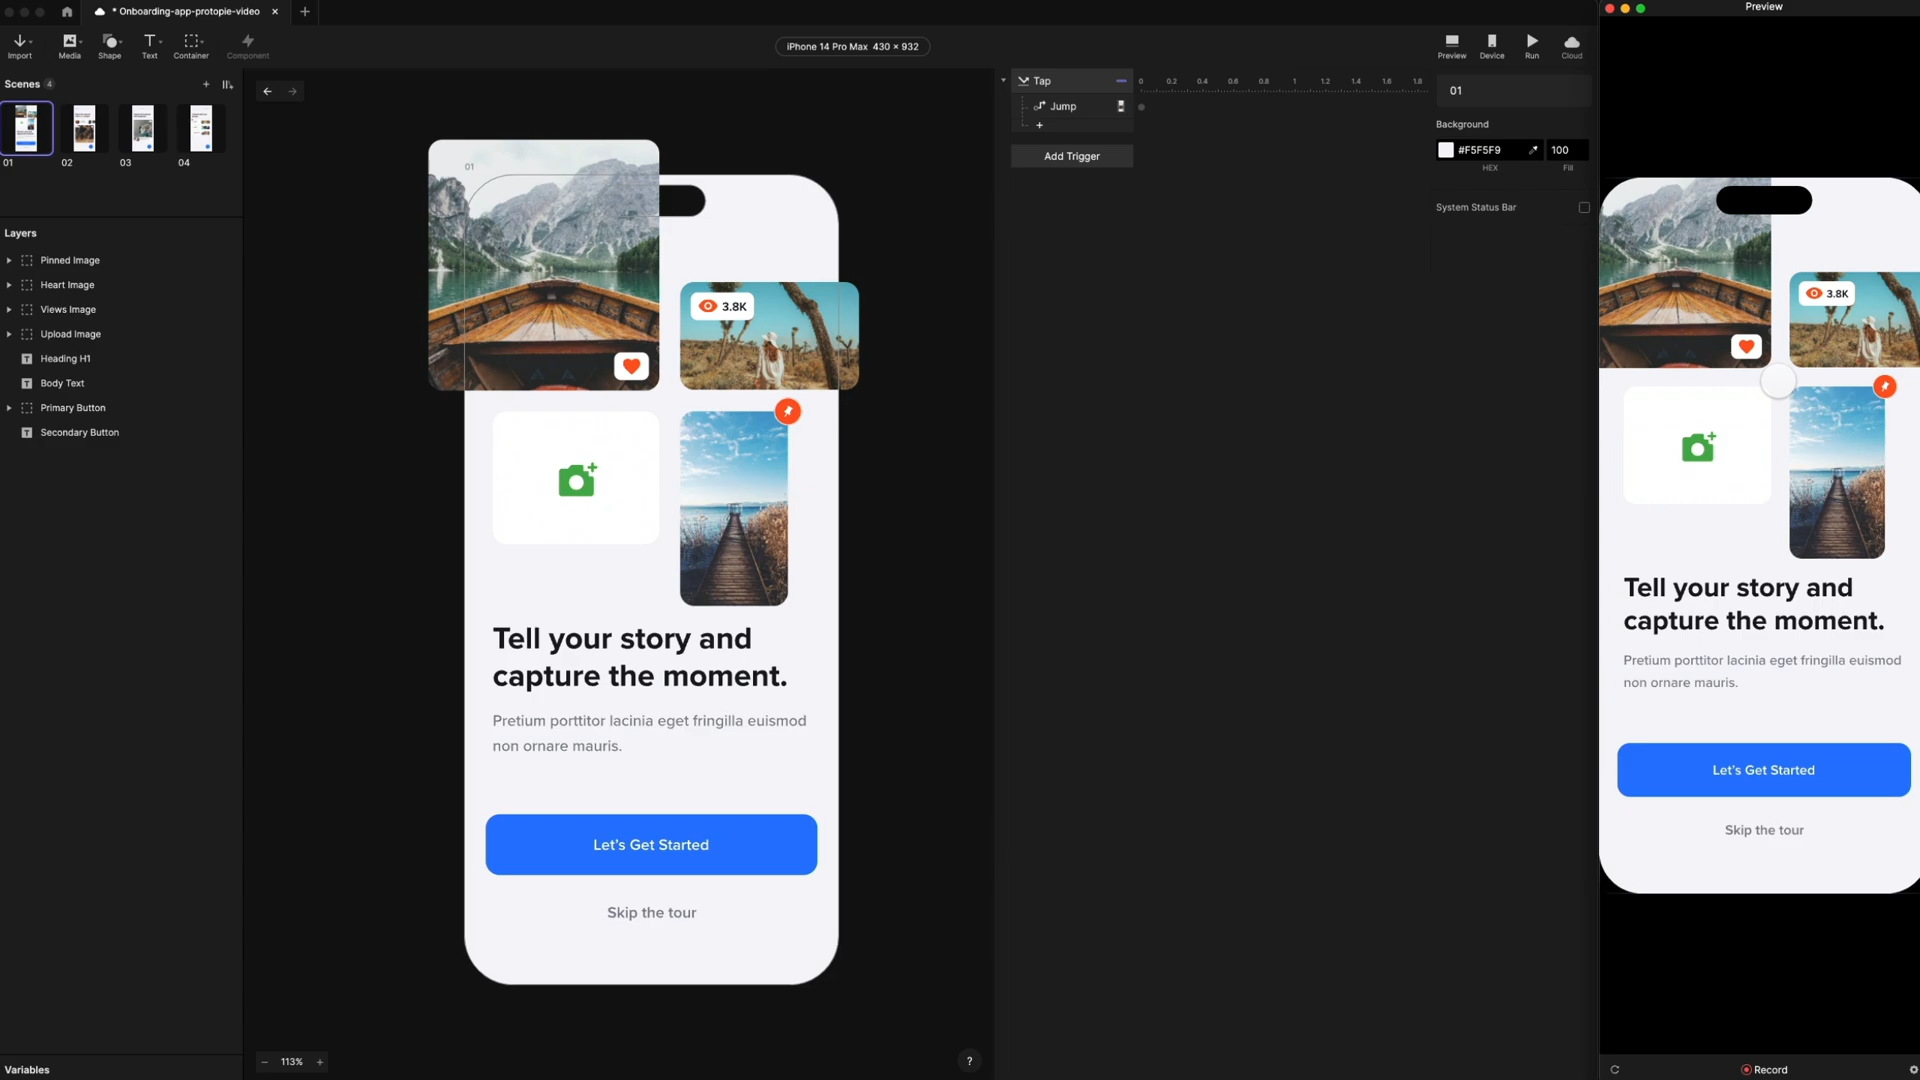 * Onboarding-app-protopie-video
Preview
Import
Media
Shape
Text
Container
Component
iPhone 14 Pro Max 430 × 932
Preview
Device
Run
Cloud
Scenes 4
01
02
03
04
Layers
Pinned Image
Heart Image
Views Image
Upload Image
Heading H1
Body Text
Primary Button
Secondary Button
Variables
01
3.8K
Tell your story and
capture the moment.
Pretium porttitor lacinia eget fringilla euismod
non ornare mauris.
Let's Get Started
Skip the tour
113%
?
Tap
Jump
Add Trigger
0 0.2 0.4 0.6 0.8 1 1.2 1.4 1.6 1.8
01
Background
#F5F5F9
100
HEX
Fill
System Status Bar
3.8K
Tell your story and
capture the moment.
Pretium porttitor lacinia eget fringilla euismod
non ornare mauris.
Let's Get Started
Skip the tour
Record